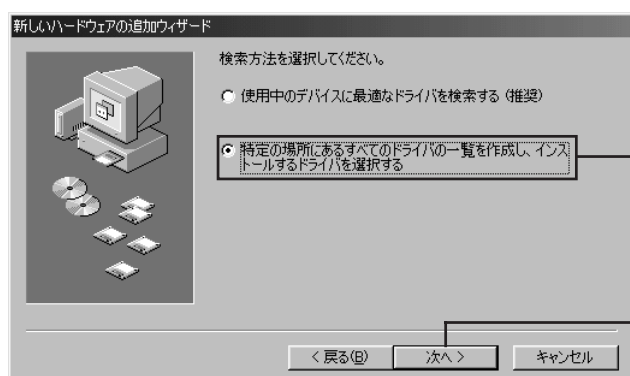 新しいハードウェアの追加ウィザード
検索方法を選択してください。
使用中のデバイスに最適なドライバを検索する (推奨)
特定の場所にあるすべてのドライバの一覧を作成し、インス
トールするドライバを選択する
< 戻る(B)
次へ >
キャンセル